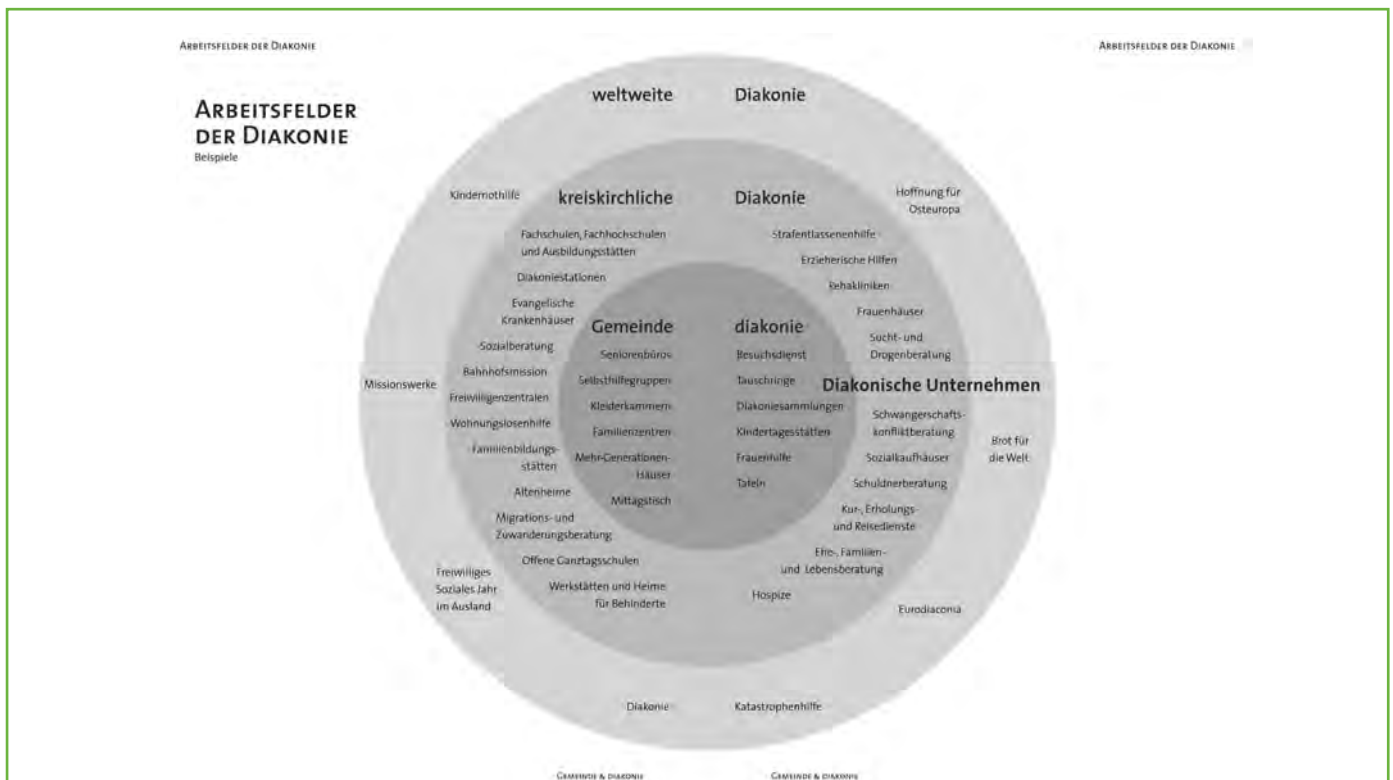 ARBEITSFELDER DER DIAKONIE
ARBEITSFELDER DER DIAKONIE
ARBEITSFELDER
DER DIAKONIE
Beispiele
weltweite Diakonie
Kindernothilfe
Hoffnung für
Osteuropa
Missionswerke
Brot für
die Welt
Freiwilliges
Soziales Jahr
im Ausland
Eurodiaconia
Diakonie Katastrophenhilfe
kreiskirchliche Diakonie
Fachschulen, Fachhochschulen
und Ausbildungsstätten
Diakoniestationen
Evangelische
Krankenhäuser
Sozialberatung
Bahnhofsmission
Freiwilligenzentralen
Wohnungslosenhilfe
Familienbildungs-
stätten
Altenheime
Migrations- und
Zuwanderungsberatung
Offene Ganztagsschulen
Werkstätten und Heime
für Behinderte
Strafentlassenenhilfe
Erzieherische Hilfen
Rehakliniken
Frauenhäuser
Sucht- und
Drogenberatung
Diakonische Unternehmen
Schwangerschafts-
konfliktberatung
Sozialkaufhäuser
Schuldnerberatung
Kur-, Erholungs-
und Reisedienste
Ehe-, Familien-
und Lebensberatung
Hospize
Gemeinde diakonie
Seniorenbüros
Selbsthilfegruppen
Kleiderkammern
Familienzentren
Mehr-Generationen-
Häuser
Mittagstisch
Besuchsdienst
Tauschringe
Diakoniesammlungen
Kindertagesstätten
Frauenhilfe
Tafeln
GEMEINDE & DIAKONIE
GEMEINDE & DIAKONIE